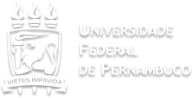 VIRTUS IMPAVIDA
UNIVERSIDADE
FEDERAL
DE PERNAMBUCO